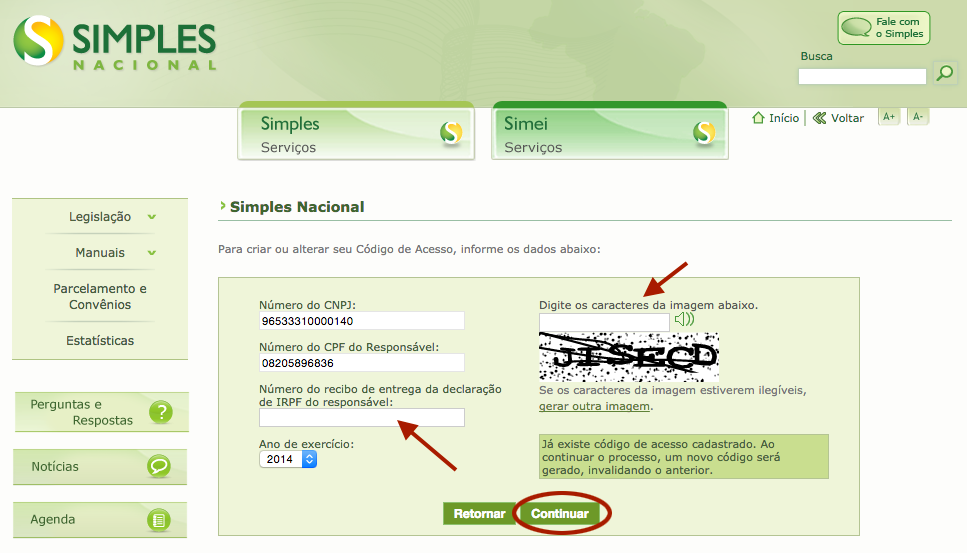 SIMPLES
NACIONAL
Fale com
o Simples
Busca
Simples
Serviços
Simei
Serviços
Início
Voltar
A+
A-
Legislação
Manuais
Parcelamento e
Convênios
Estatísticas
Perguntas e
Respostas
?
Notícias
Agenda
Simples Nacional
Para criar ou alterar seu Código de Acesso, informe os dados abaixo:
Número do CNPJ:
96533310000140
Número do CPF do Responsável:
08205896836
Número do recibo de entrega da declaração
de IRPF do responsável:
Ano de exercício:
2014
Digite os caracteres da imagem abaixo.
JISECD
Se os caracteres da imagem estiverem ilegíveis,
gerar outra imagem.
Já existe código de acesso cadastrado. Ao
continuar o processo, um novo código será
gerado, invalidando o anterior.
Retornar
Continuar